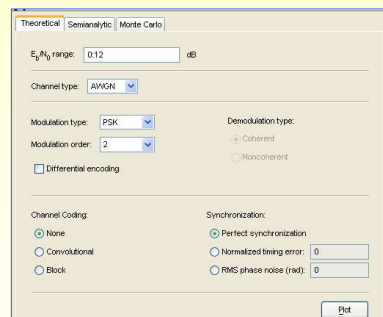 Theoretical Semianalytic Monte Carlo
Eb/N0 range: 0:12 dB
Channel type: AWGN
Modulation type: PSK
Demodulation type:
Modulation order: 2
Coherent
Noncoherent
Differential encoding
Channel Coding:
Synchronization:
None
Perfect synchronization
Convolutional
Normalized timing error: 0
Block
RMS phase noise (rad): 0
Plot